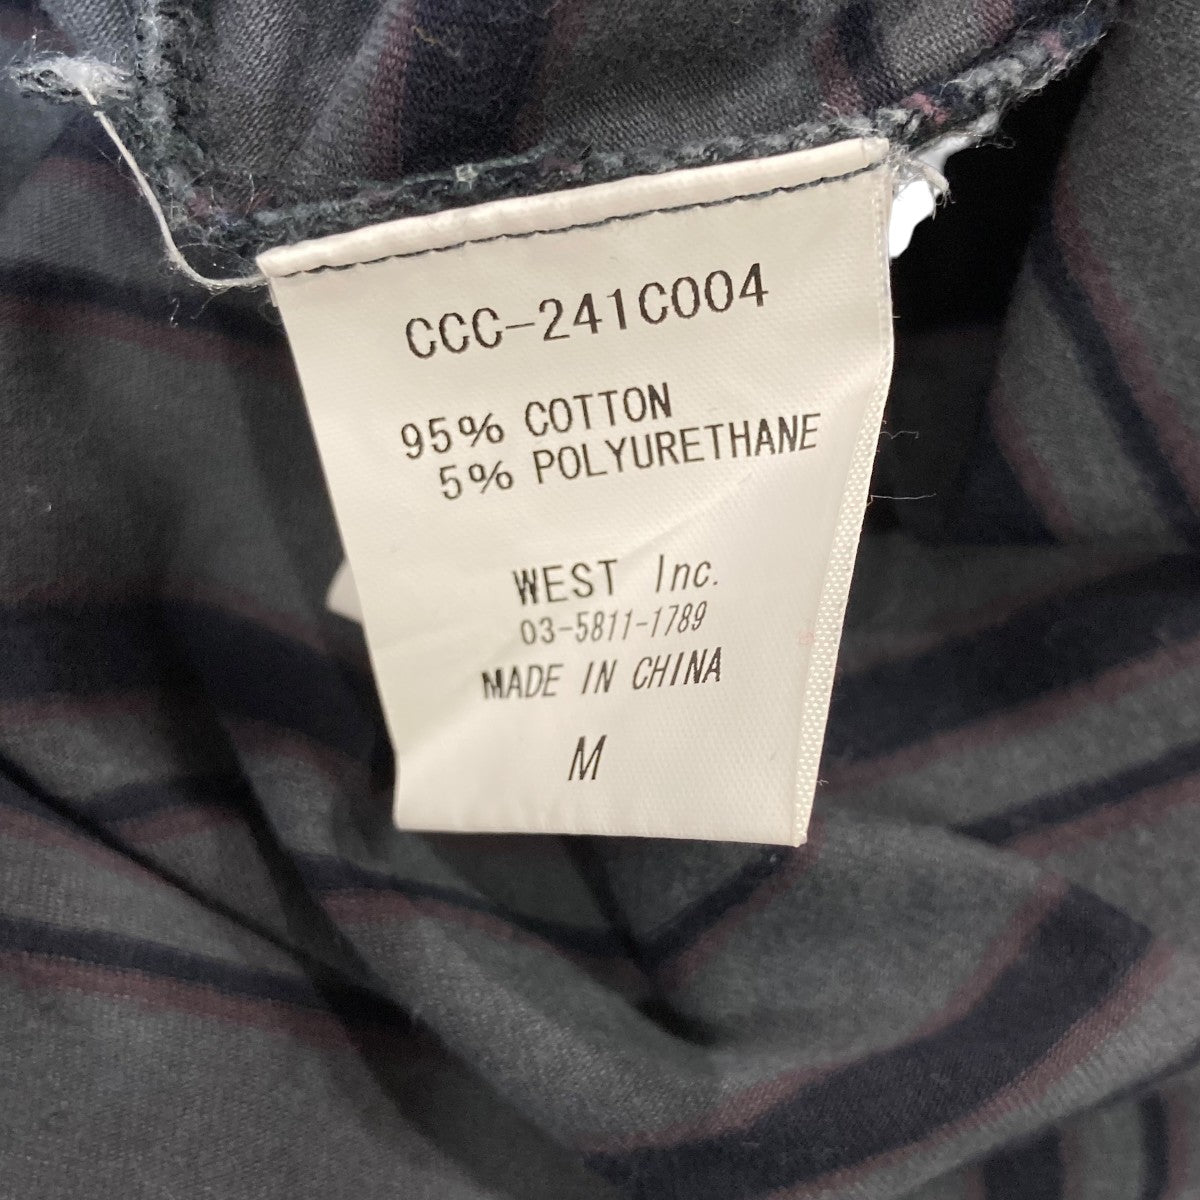 CCC-241C004
95% COTTON
5% POLYURETHANE
WEST Inc.
03-5811-1789
MADE IN CHINA
M